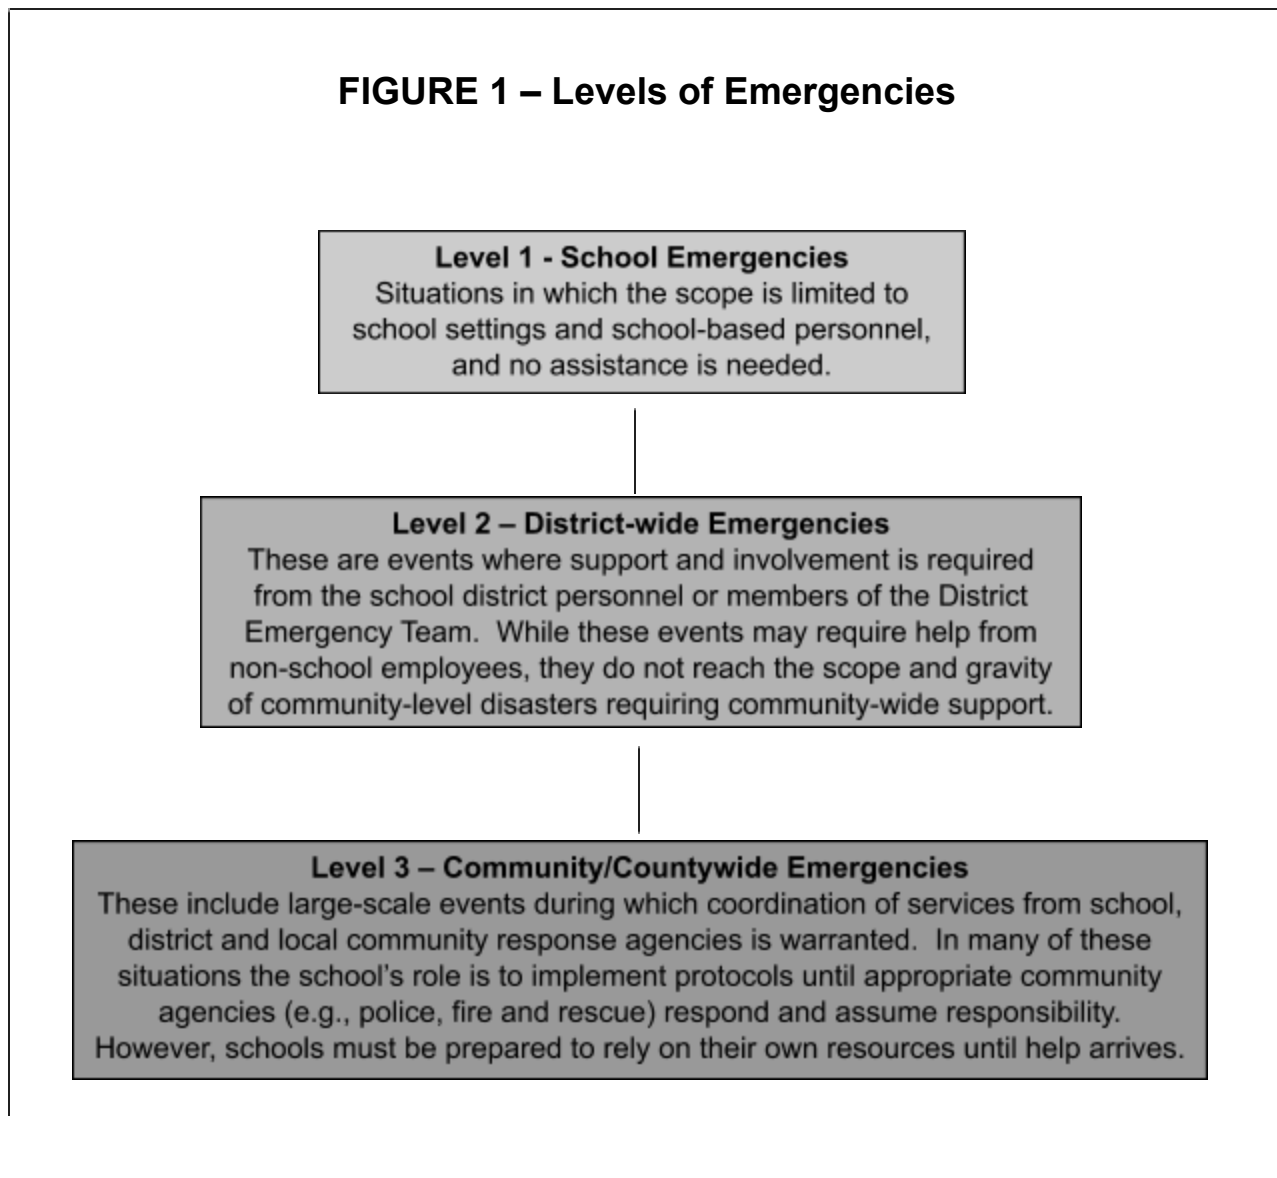 FIGURE 1 – Levels of Emergencies
Level 1 - School Emergencies
Situations in which the scope is limited to
school settings and school-based personnel,
and no assistance is needed.
Level 2 – District-wide Emergencies
These are events where support and involvement is required
from the school district personnel or members of the District
Emergency Team.  While these events may require help from
non-school employees, they do not reach the scope and gravity
of community-level disasters requiring community-wide support.
Level 3 – Community/Countywide Emergencies
These include large-scale events during which coordination of services from school,
district and local community response agencies is warranted.  In many of these
situations the school’s role is to implement protocols until appropriate community
agencies (e.g., police, fire and rescue) respond and assume responsibility.
However, schools must be prepared to rely on their own resources until help arrives.